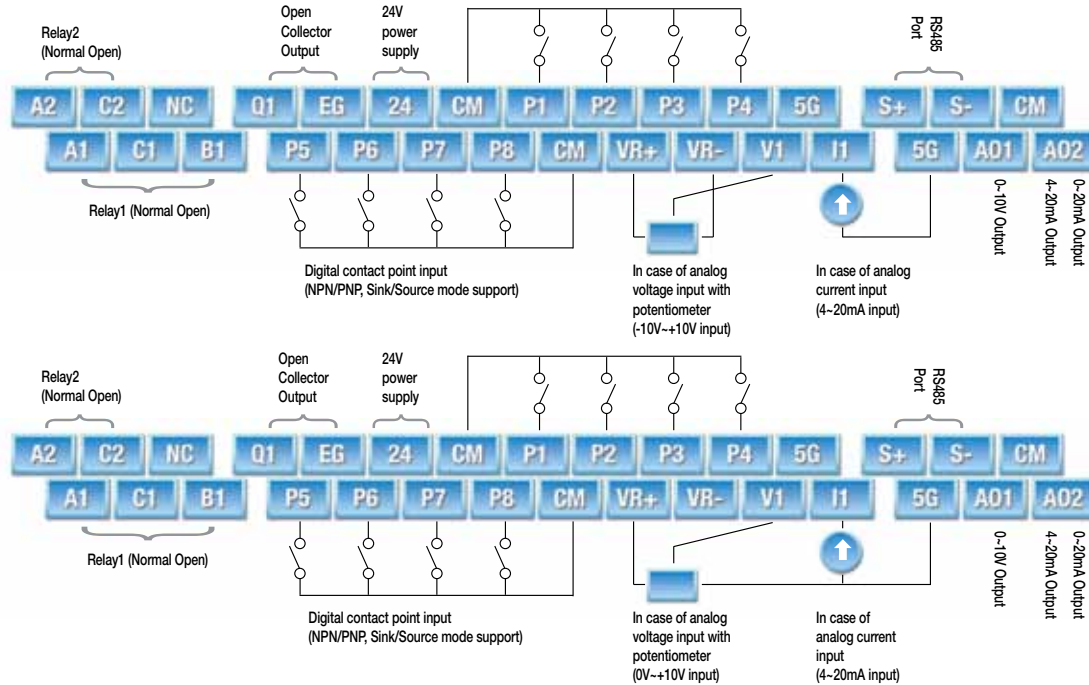 Relay2
(Normal Open)
Open
Collector
Output
24V
power
supply
RS485
Port
A2 C2 NC Q1 EG 24 CM P1 P2 P3 P4 5G S+ S- CM
A1 C1 B1 P5 P6 P7 P8 CM VR+ VR- V1 I1 5G AO1 AO2
Relay1 (Normal Open)
Digital contact point input
(NPN/PNP, Sink/Source mode support)
In case of analog
voltage input with
potentiometer
(-10V~+10V input)
In case of analog
current input
(4~20mA input)
0~10V Output
0~20mA Output
4~20mA Output
Relay2
(Normal Open)
Open
Collector
Output
24V
power
supply
RS485
Port
A2 C2 NC Q1 EG 24 CM P1 P2 P3 P4 5G S+ S- CM
A1 C1 B1 P5 P6 P7 P8 CM VR+ VR- V1 I1 5G AO1 AO2
Relay1 (Normal Open)
Digital contact point input
(NPN/PNP, Sink/Source mode support)
In case of analog
voltage input with
potentiometer
(0V~+10V input)
In case of
analog current
input
(4~20mA input)
0~10V Output
0~20mA Output
4~20mA Output